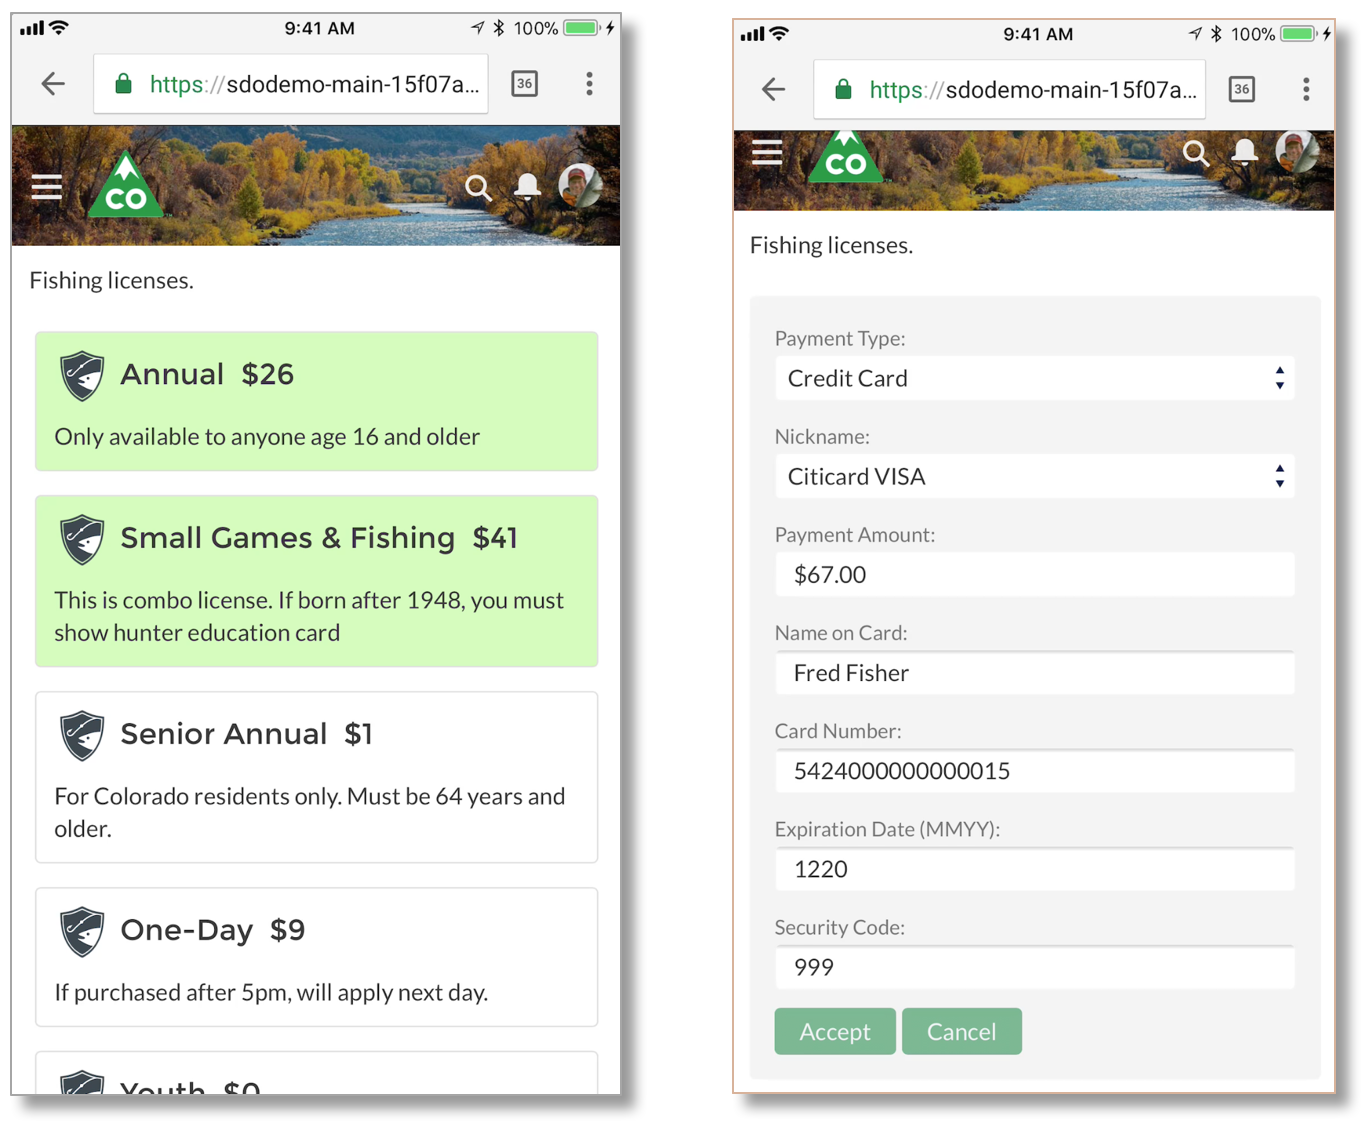 9:41 AM
100%
https://sdodemo-main-15f07a...
36
CO
Fishing licenses.
Annual $26
Only available to anyone age 16 and older
Small Games & Fishing $41
This is combo license. If born after 1948, you must
show hunter education card
Senior Annual $1
For Colorado residents only. Must be 64 years and
older.
One-Day $9
If purchased after 5pm, will apply next day.
Youth $0
9:41 AM
100%
https://sdodemo-main-15f07a...
36
CO
Fishing licenses.
Payment Type:
Credit Card
Nickname:
Citicard VISA
Payment Amount:
$67.00
Name on Card:
Fred Fisher
Card Number:
5424000000000015
Expiration Date (MMYY):
1220
Security Code:
999
Accept
Cancel